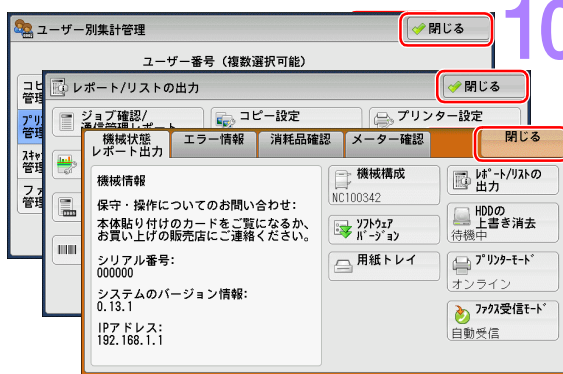 10
ユーザー別集計管理
閉じる
ユーザー番号（複数選択可能）
コピ
管理
プリ
管理
スキャ
管理
ファ
管理
レポート/リストの出力
閉じる
ジョブ確認/
通信管理レポート
コピー設定
プリンター設定
機械状態
レポート出力
エラー情報
消耗品確認
メーター確認
閉じる
機械情報
保守・操作についてのお問い合わせ:
本体貼り付けのカードをご覧になるか、
お買い上げの販売店にご連絡ください。
シリアル番号:
000000
システムのバージョン情報:
0.13.1
IPアドレス:
192.168.1.1
機械構成
NC100342
ソフトウェア
バージョン
用紙トレイ
レポート/リストの
出力
HDDの
上書き消去
待機中
プリンターモード
オンライン
ファクス受信モード
自動受信